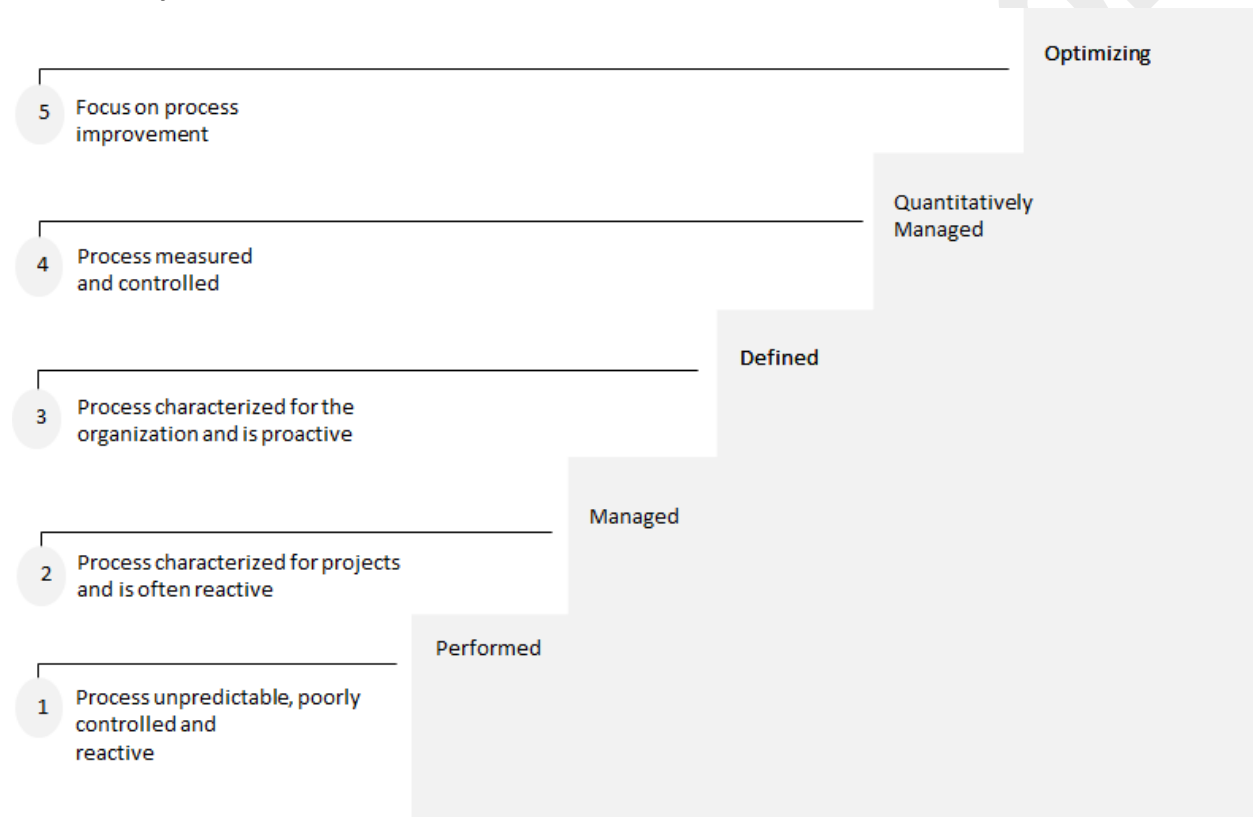 Optimizing
5
Focus on process
improvement
Quantitatively
Managed
4
Process measured
and controlled
Defined
3
Process characterized for the
organization and is proactive
Managed
2
Process characterized for projects
and is often reactive
Performed
1
Process unpredictable, poorly
controlled and
reactive